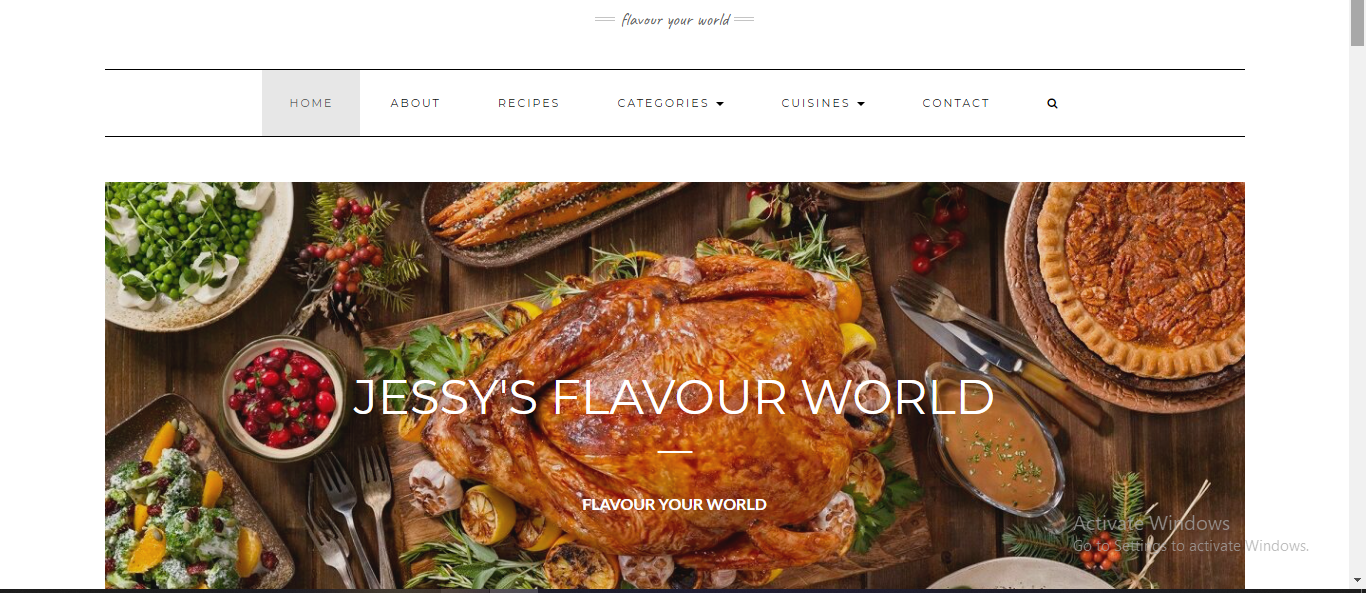 flavour your world
HOME ABOUT RECIPES CATEGORIES CUISINES CONTACT
JESSY'S FLAVOUR WORLD
FLAVOUR YOUR WORLD
Activate Windows
Go to Settings to activate Windows.